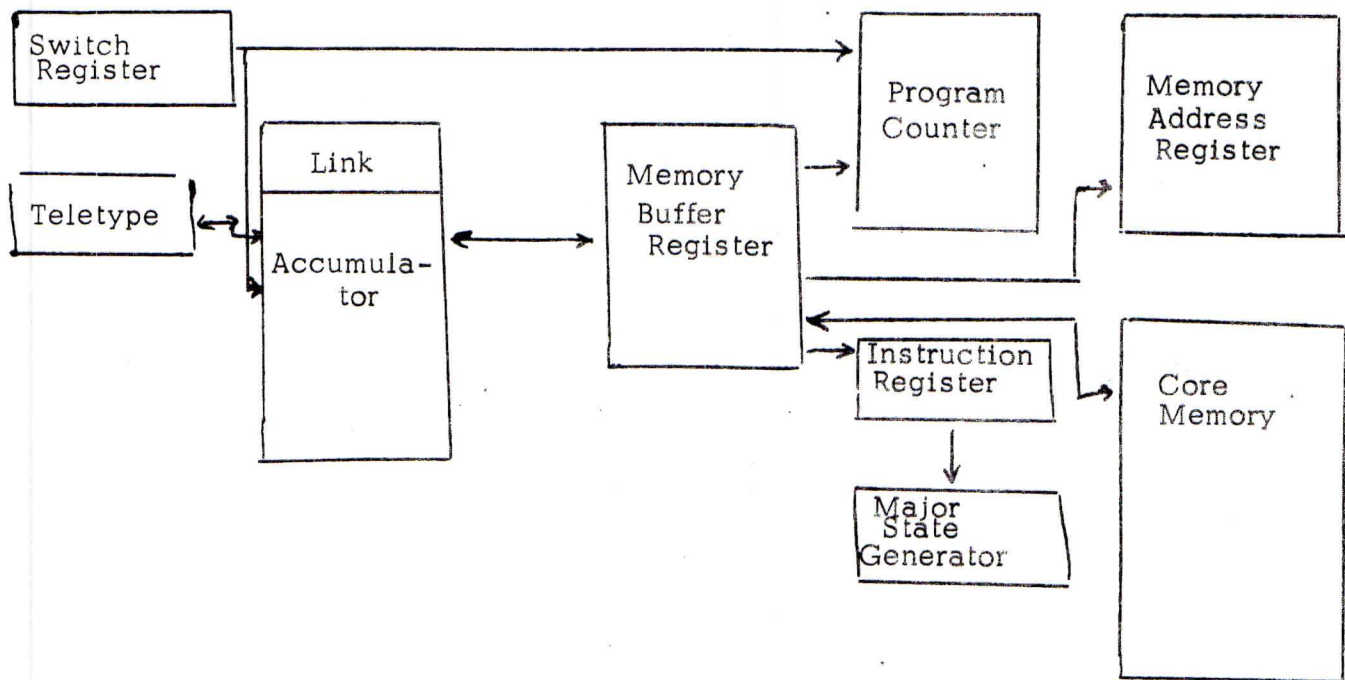 Switch
Register
Teletype
Link
Accumula-
tor
Memory
Buffer
Register
Program
Counter
Memory
Address
Register
Instruction
Register
Major
State
Generator
Core
Memory